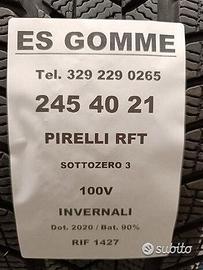 ES GOMME
Tel. 329 229 0265
245 40 21
PIRELLI RFT
SOTTOZERO 3
100V
INVERNALI
Dot. 2020 / Bat. 90%
RIF 1427
subito